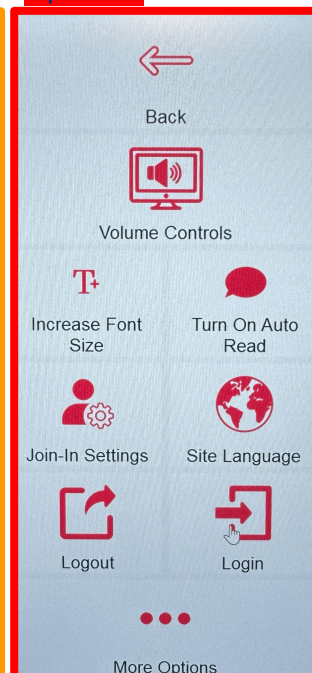 Back
Volume Controls
T+
Increase Font
Size
Turn On Auto
Read
Join-In Settings
Site Language
Logout
Login
More Options